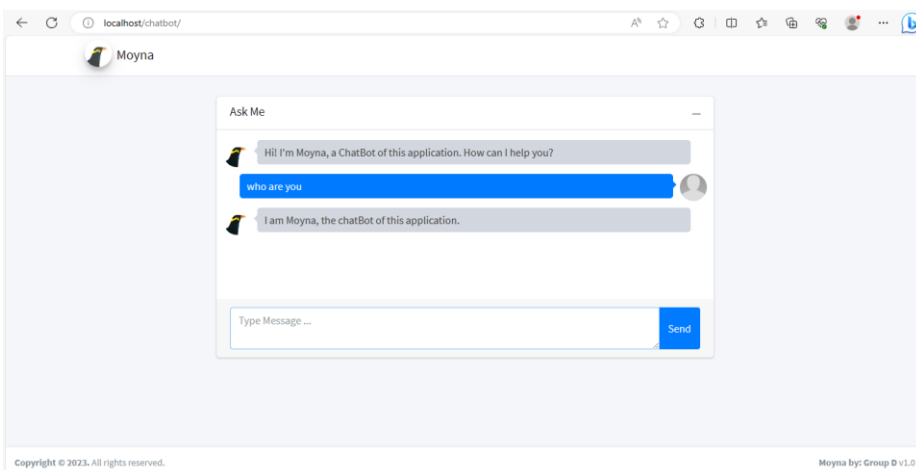 localhost/chatbot/
Moyna
Ask Me
Hi! I'm Moyna, a ChatBot of this application. How can I help you?
who are you
I am Moyna, the chatBot of this application.
Type Message ...
Send
Copyright © 2023. All rights reserved.
Moyna by: Group D v1.0